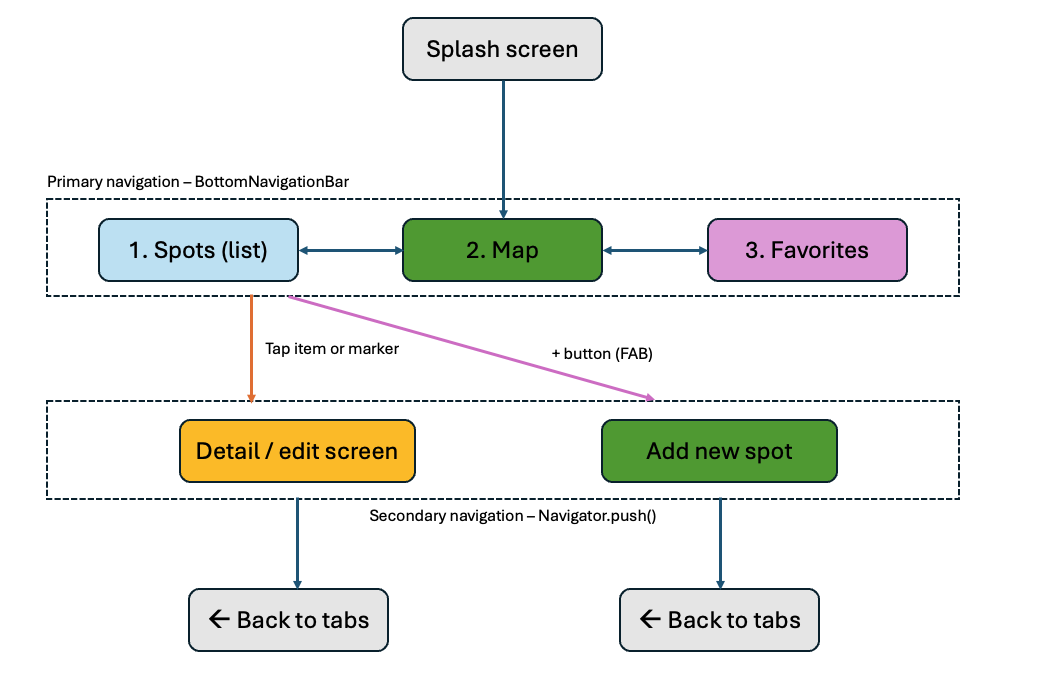 Splash screen
Primary navigation – BottomNavigationBar
1. Spots (list)
2. Map
3. Favorites
Tap item or marker
+ button (FAB)
Detail / edit screen
Add new spot
Secondary navigation – Navigator.push()
← Back to tabs
← Back to tabs